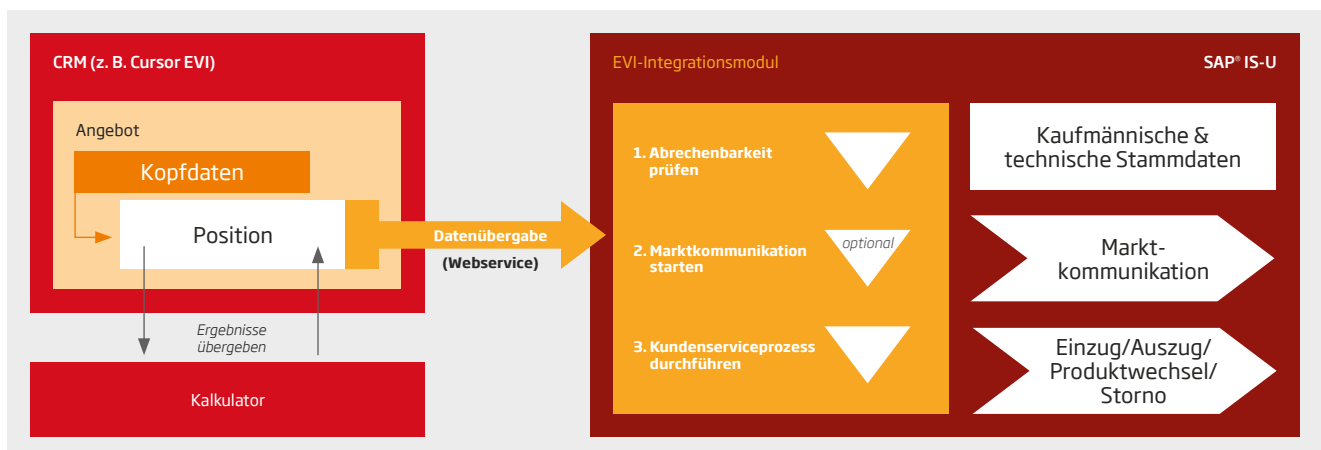 CRM (z. B. Cursor EVI)
Angebot
Kopfdaten
Position
Ergebnisse
übergeben
Kalkulator
Datenübergabe
(Webservice)
EVI-Integrationsmodul
SAP® IS-U
1. Abrechenbarkeit
prüfen
2. Marktkommunikation
starten
optional
3. Kundenserviceprozess
durchführen
Kaufmännische &
technische Stammdaten
Markt-
kommunikation
Einzug/Auszug/
Produktwechsel/
Storno